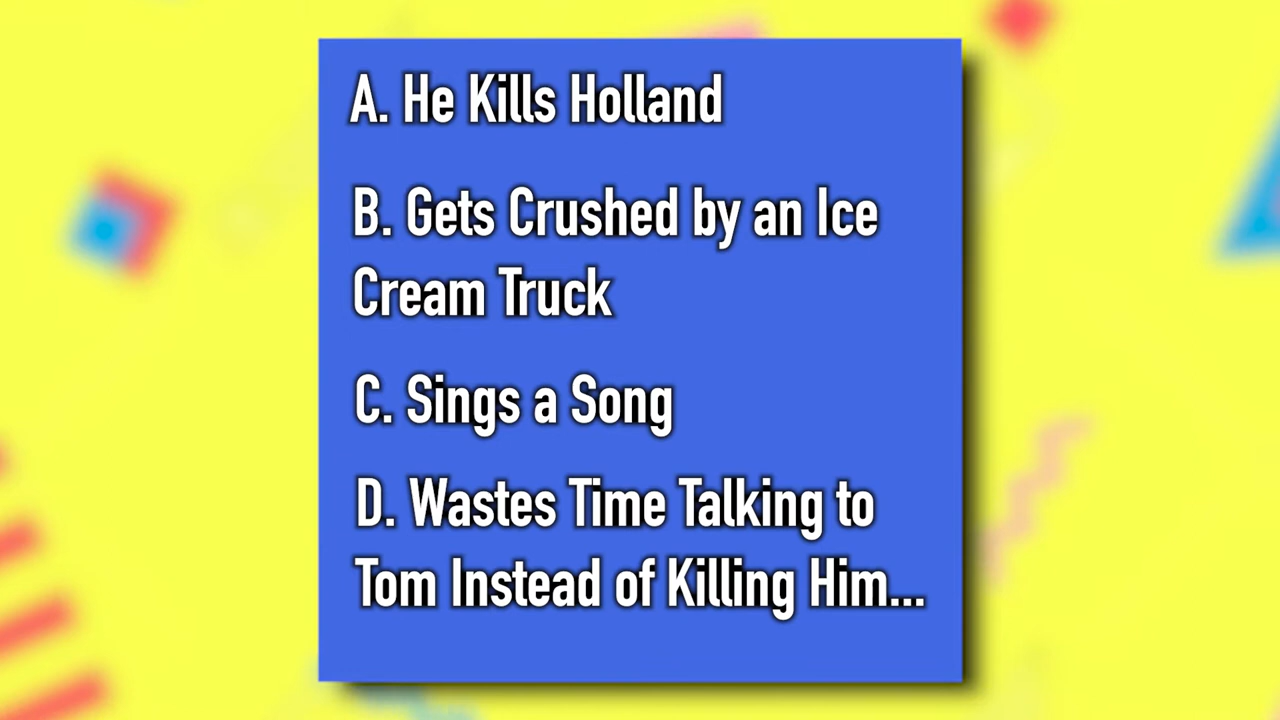 A. He Kills Holland
B. Gets Crushed by an Ice
Cream Truck
C. Sings a Song
D. Wastes Time Talking to
Tom Instead of Killing Him...